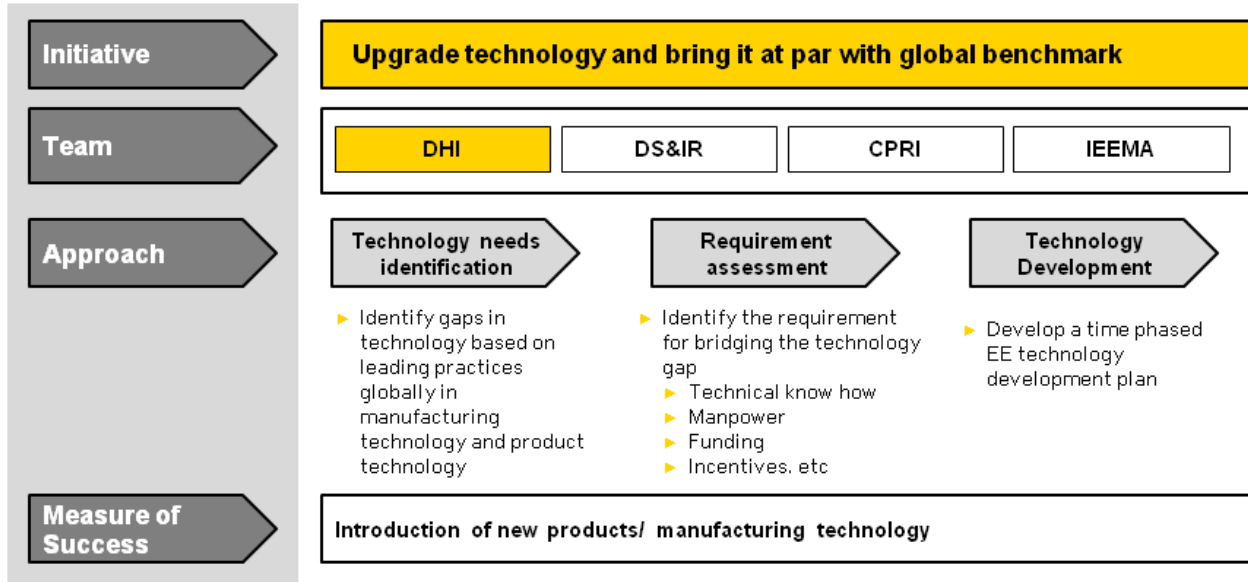 Initiative
Upgrade technology and bring it at par with global benchmark
Team
DHI
DS&IR
CPRI
IEEMA
Approach
Technology needs
identification
► Identify gaps in
technology based on
leading practices
globally in
manufacturing
technology and product
technology
Requirement
assessment
► Identify the requirement
for bridging the technology
gap
► Technical know how
► Manpower
► Funding
► Incentives. etc
Technology
Development
► Develop a time phased
EE technology
development plan
Measure of
Success
Introduction of new products/ manufacturing technology